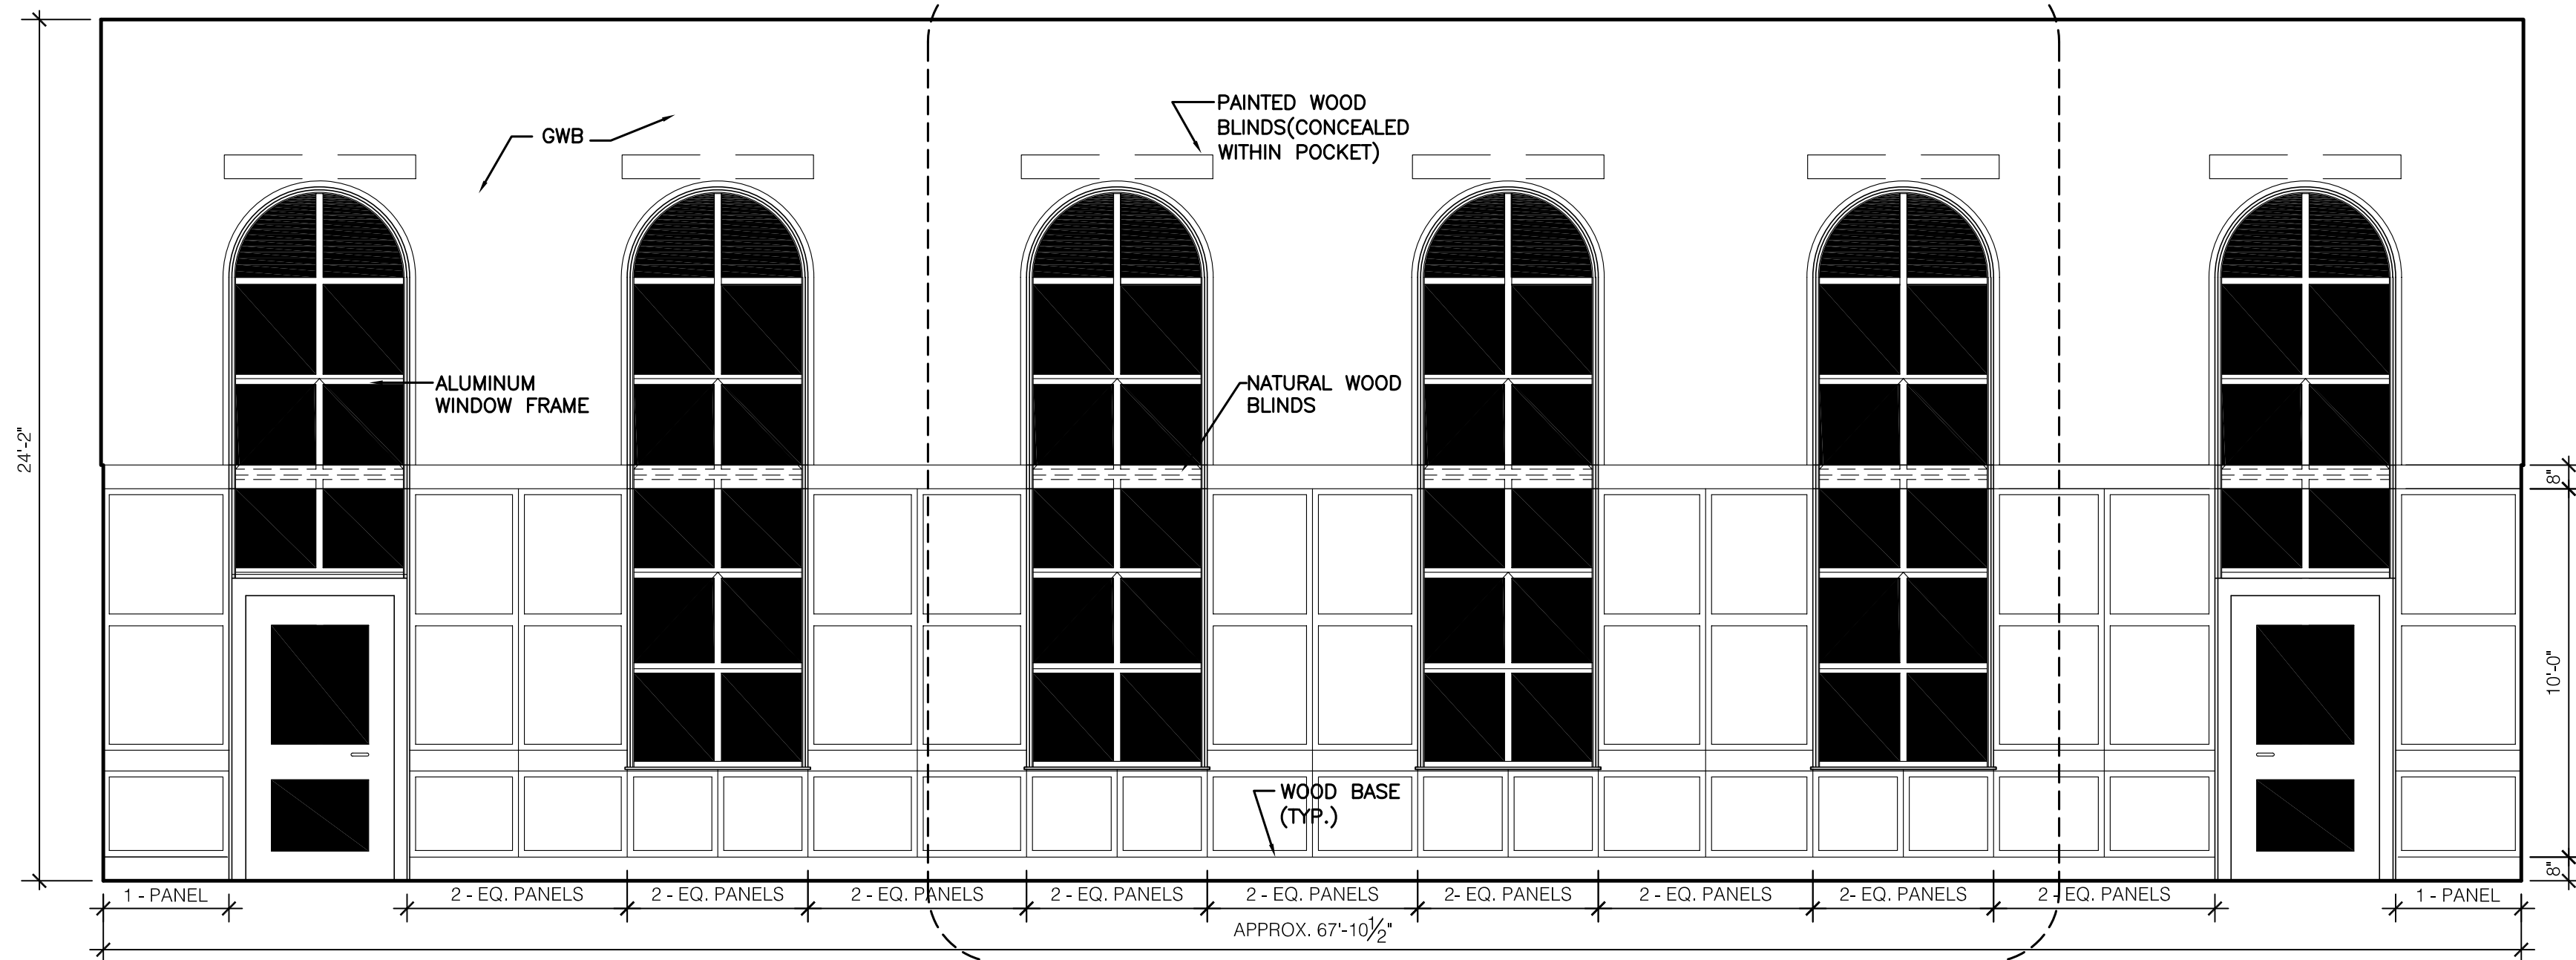 GWB
PAINTED WOOD
BLINDS(CONCEALED
WITHIN POCKET)
ALUMINUM
WINDOW FRAME
NATURAL WOOD
BLINDS
24'-2"
8"
10'-0"
8"
WOOD BASE
(TYP.)
1 - PANEL
2 - EQ. PANELS
2 - EQ. PANELS
2 - EQ. PANELS
2 - EQ. PANELS
2 - EQ. PANELS
2- EQ. PANELS
2 - EQ. PANELS
2- EQ. PANELS
2 - EQ. PANELS
1 - PANEL
APPROX. 67'-10½"